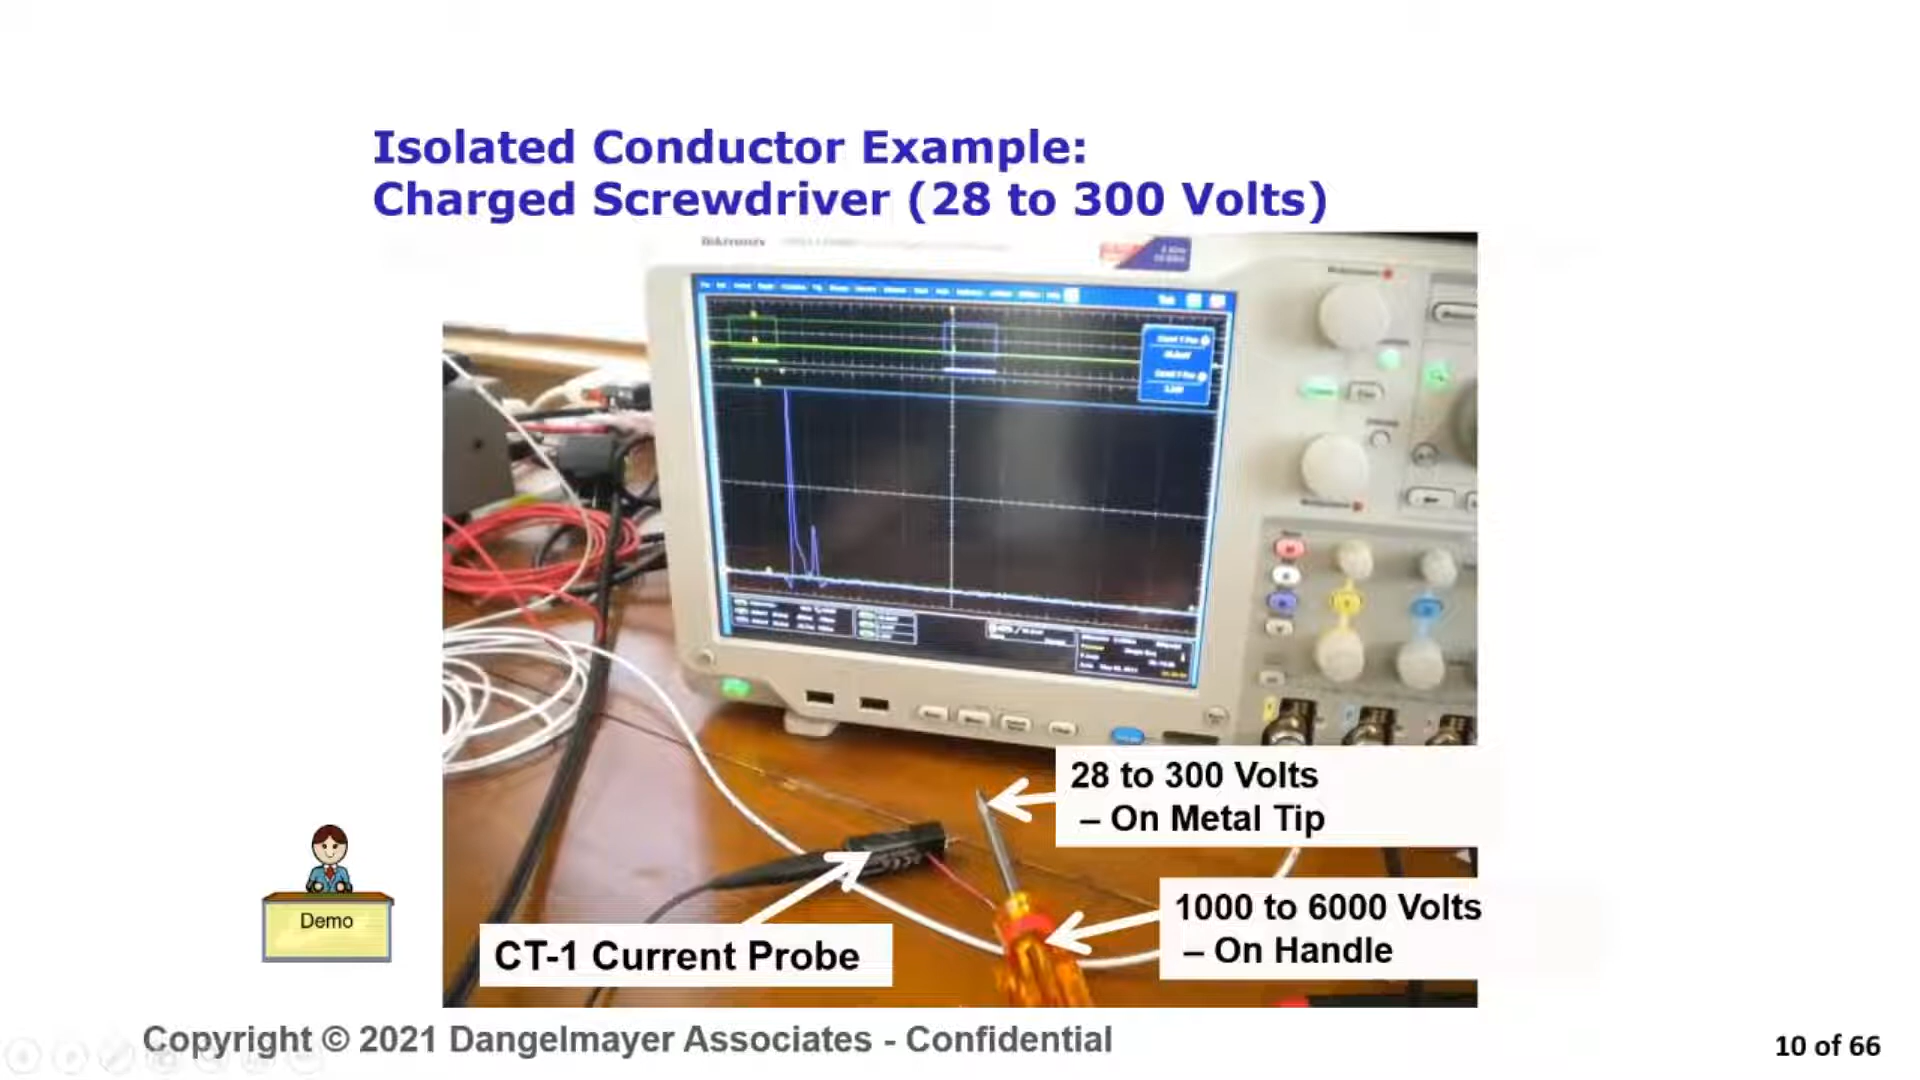 Isolated Conductor Example:
Charged Screwdriver (28 to 300 Volts)
Tektronix
28 to 300 Volts
– On Metal Tip
1000 to 6000 Volts
– On Handle
CT-1 Current Probe
Demo
Copyright © 2021 Dangelmayer Associates - Confidential
10 of 66